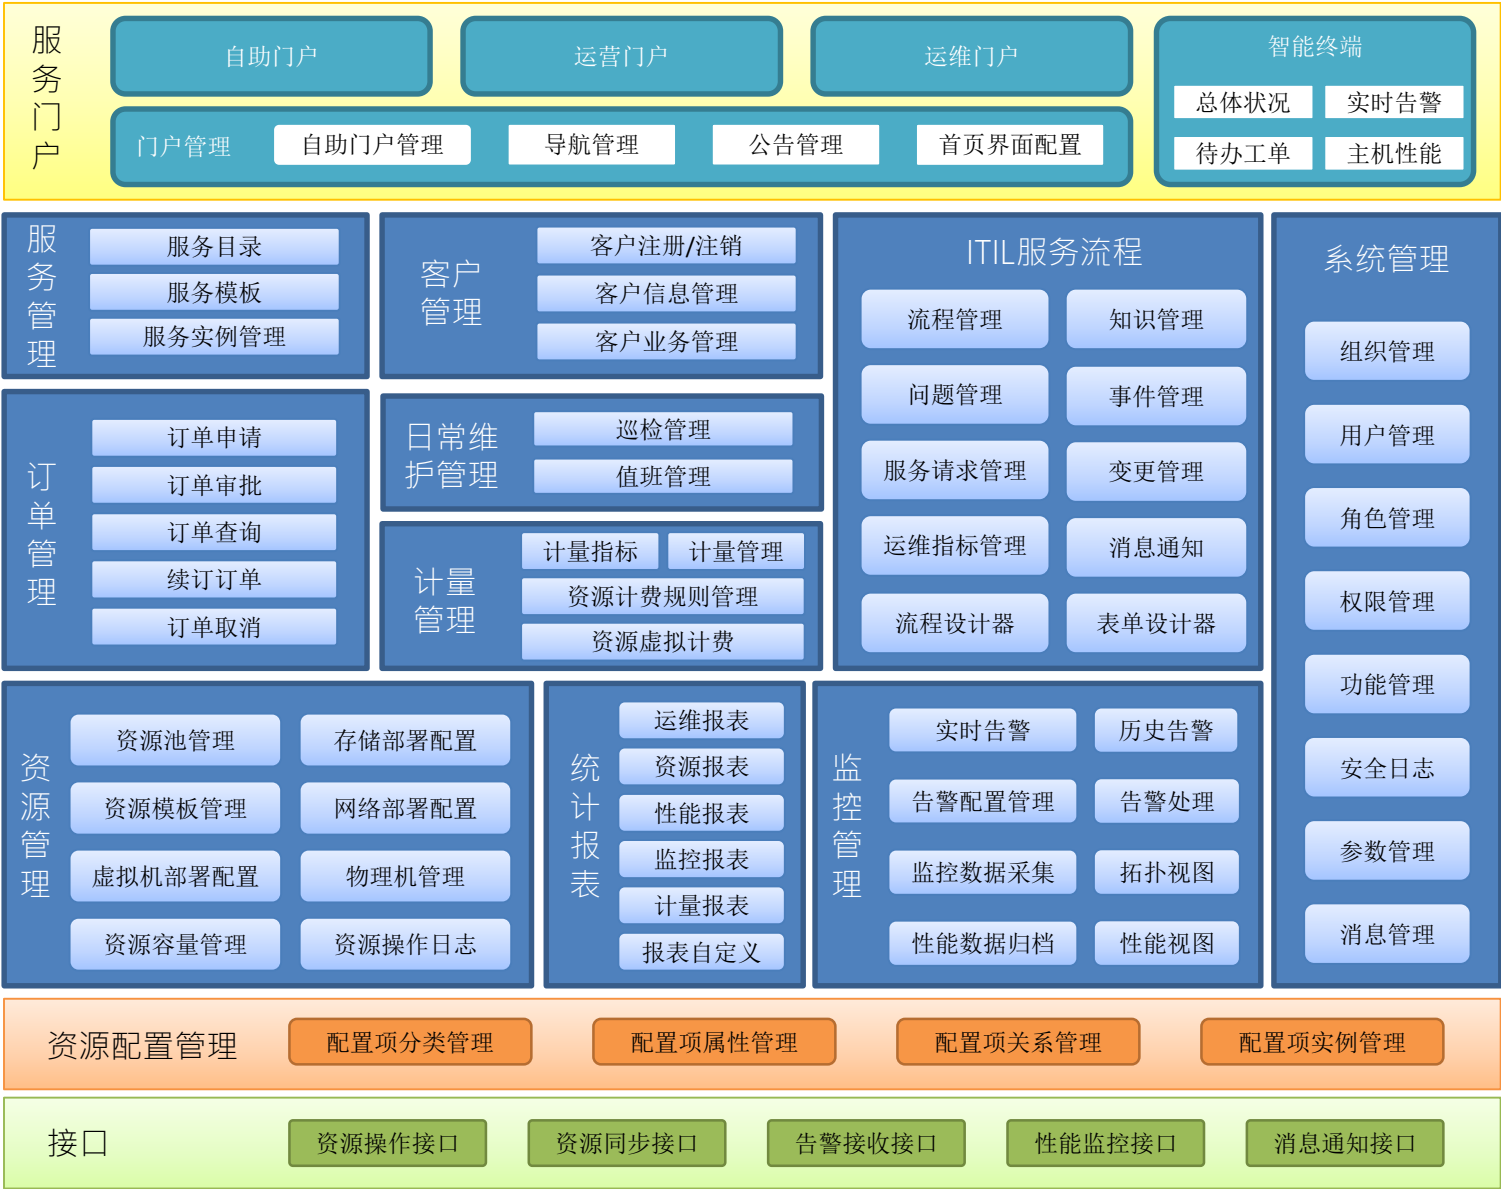 服务门户
自助门户
运营门户
运维门户
智能终端
总体状况
实时告警
待办工单
主机性能
门户管理
自助门户管理
导航管理
公告管理
首页界面配置
服务管理
服务目录
服务模板
服务实例管理
客户
管理
客户注册/注销
客户信息管理
客户业务管理
ITIL服务流程
流程管理
知识管理
问题管理
事件管理
服务请求管理
变更管理
运维指标管理
消息通知
流程设计器
表单设计器
系统管理
组织管理
用户管理
角色管理
权限管理
功能管理
安全日志
参数管理
消息管理
订单管理
订单申请
订单审批
订单查询
续订订单
订单取消
日常维
护管理
巡检管理
值班管理
计量
管理
计量指标
计量管理
资源计费规则管理
资源虚拟计费
资源管理
资源池管理
存储部署配置
资源模板管理
网络部署配置
虚拟机部署配置
物理机管理
资源容量管理
资源操作日志
统计报表
运维报表
资源报表
性能报表
监控报表
计量报表
报表自定义
监控管理
实时告警
历史告警
告警配置管理
告警处理
监控数据采集
拓扑视图
性能数据归档
性能视图
资源配置管理
配置项分类管理
配置项属性管理
配置项关系管理
配置项实例管理
接口
资源操作接口
资源同步接口
告警接收接口
性能监控接口
消息通知接口